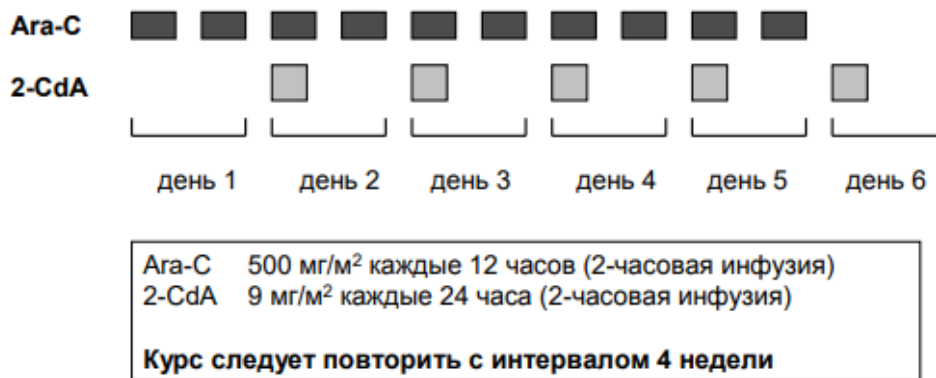 Ara-C
2-CdA
день 1 день 2 день 3 день 4 день 5 день 6
Ara-C 500 мг/м² каждые 12 часов (2-часовая инфузия)
2-CdA 9 мг/м² каждые 24 часа (2-часовая инфузия)
Курс следует повторить с интервалом 4 недели